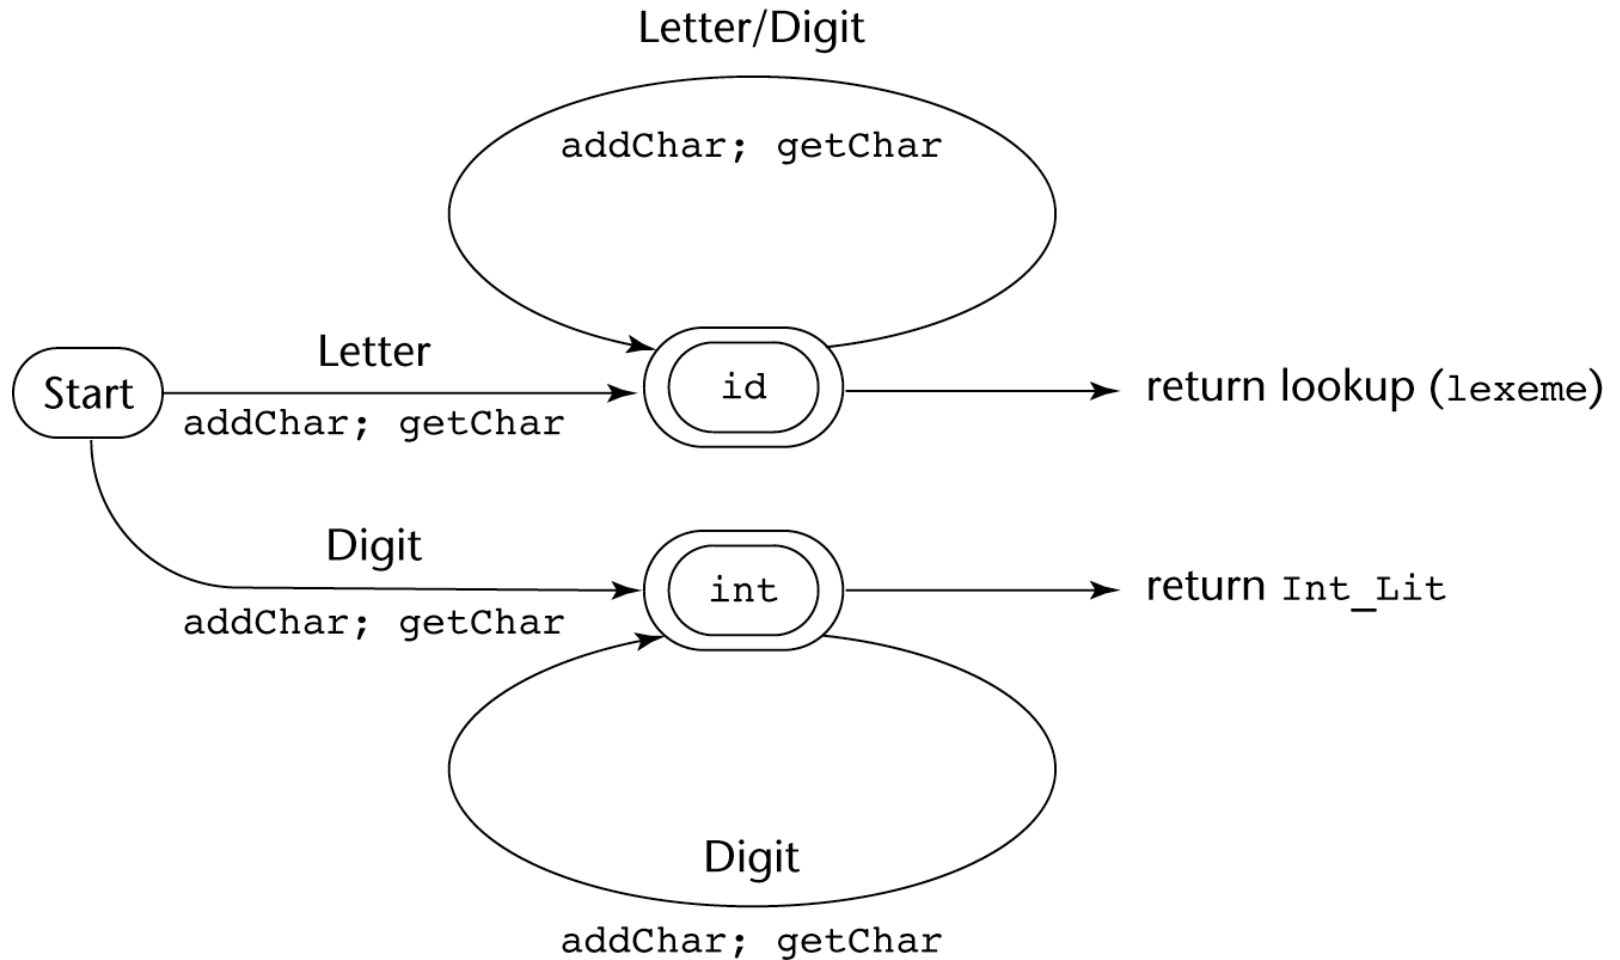 Letter/Digit
addChar; getChar
Letter
Start
addChar; getChar
id
return lookup (lexeme)
Digit
addChar; getChar
int
return Int_Lit
Digit
addChar; getChar